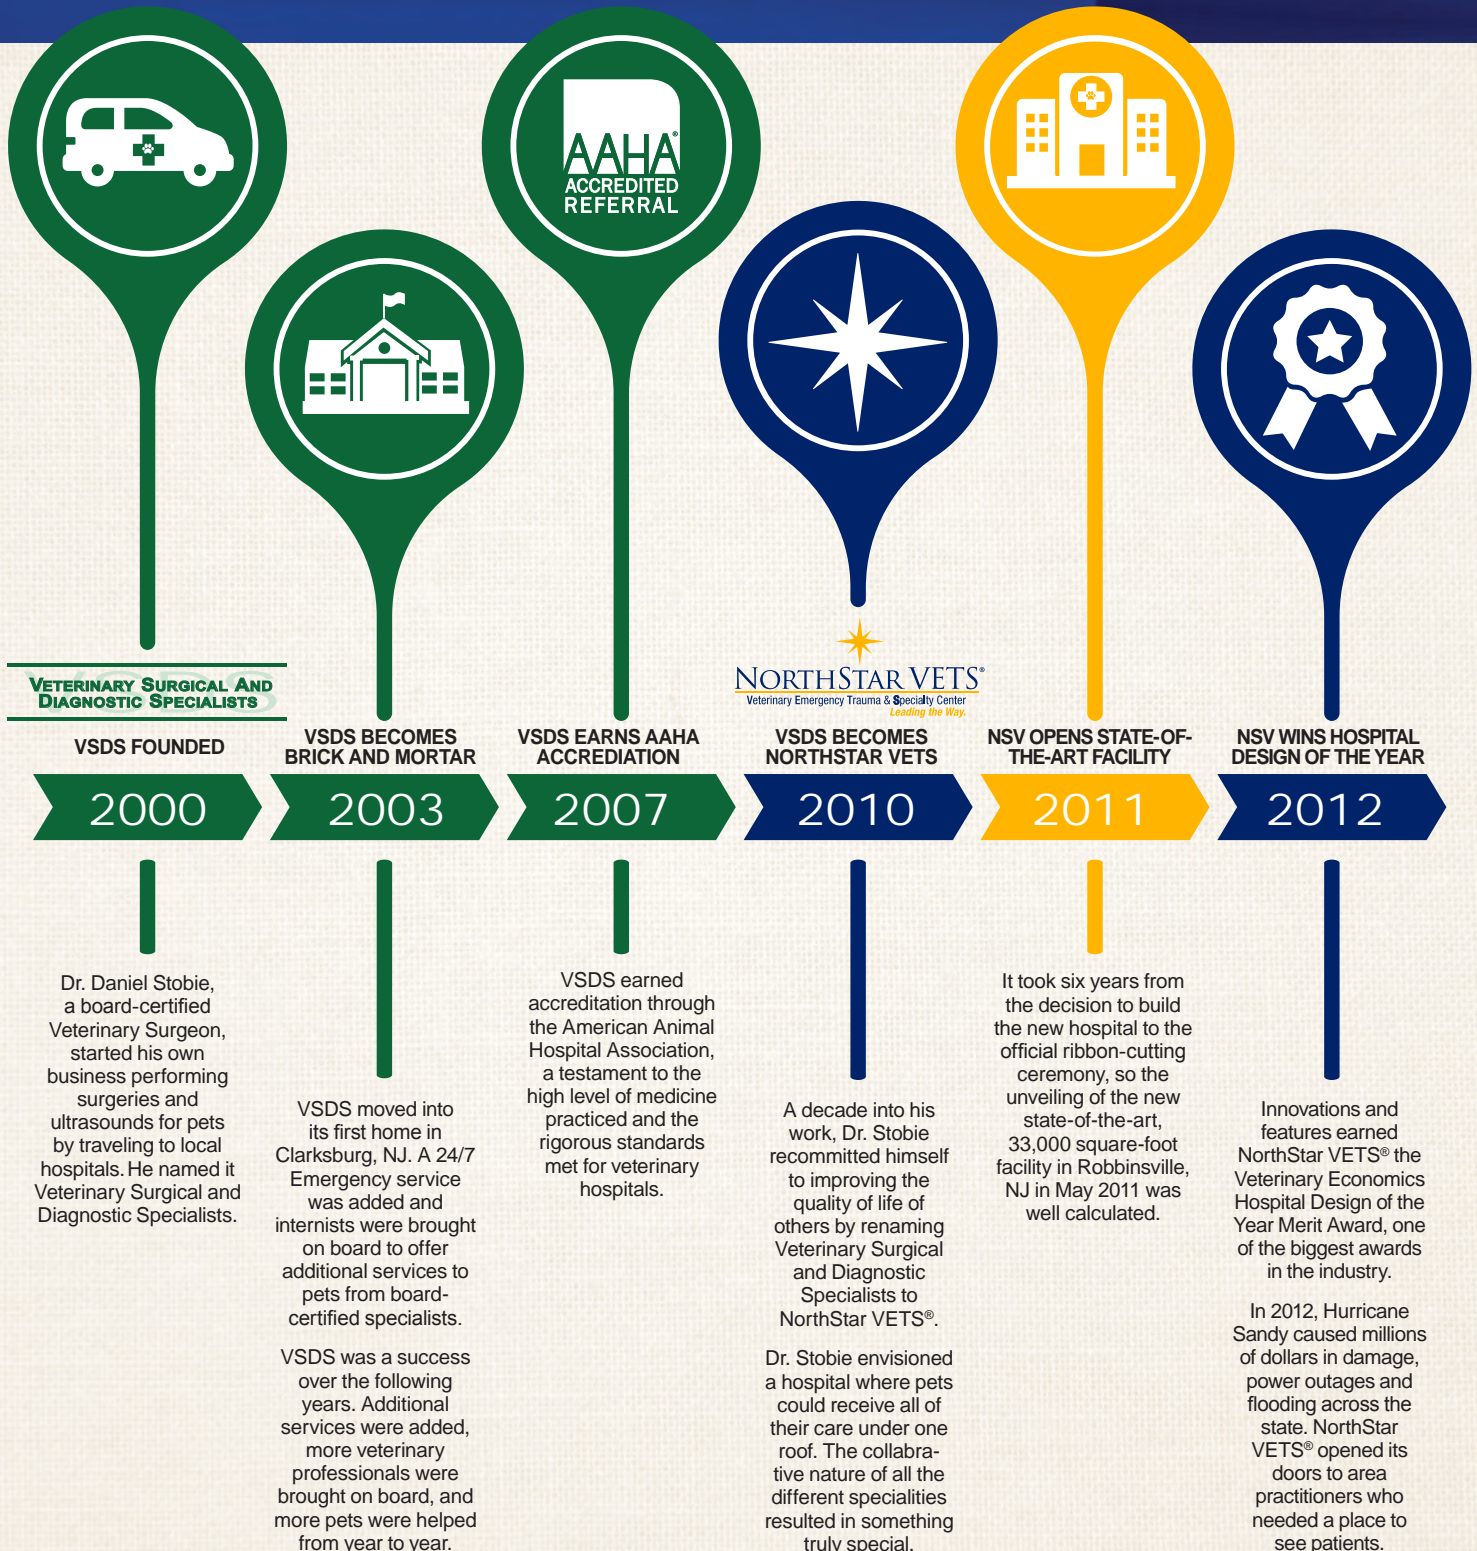 AAHA®
ACCREDITED
REFERRAL
VSDS
VETERINARY SURGICAL AND
DIAGNOSTIC SPECIALISTS
VSDS FOUNDED
2000
Dr. Daniel Stobie,
a board-certified
Veterinary Surgeon,
started his own
business performing
surgeries and
ultrasounds for pets
by traveling to local
hospitals. He named it
Veterinary Surgical and
Diagnostic Specialists.
VSDS BECOMES
BRICK AND MORTAR
2003
VSDS moved into
its first home in
Clarksburg, NJ. A 24/7
Emergency service
was added and
internists were brought
on board to offer
additional services to
pets from board-
certified specialists.
VSDS was a success
over the following
years. Additional
services were added,
more veterinary
professionals were
brought on board, and
more pets were helped
from year to year.
VSDS EARNS AAHA
ACCREDIATION
2007
VSDS earned
accreditation through
the American Animal
Hospital Association,
a testament to the
high level of medicine
practiced and the
rigorous standards
met for veterinary
hospitals.
NORTHSTAR VETS®
Veterinary Emergency Trauma & Specialty Center
Leading the Way.
VSDS BECOMES
NORTHSTAR VETS
2010
A decade into his
work, Dr. Stobie
recommitted himself
to improving the
quality of life of
others by renaming
Veterinary Surgical
and Diagnostic
Specialists to
NorthStar VETS®.
Dr. Stobie envisioned
a hospital where pets
could receive all of
their care under one
roof. The collabra-
tive nature of all the
different specialities
resulted in something
truly special.
NSV OPENS STATE-OF-
THE-ART FACILITY
2011
It took six years from
the decision to build
the new hospital to the
official ribbon-cutting
ceremony, so the
unveiling of the new
state-of-the-art,
33,000 square-foot
facility in Robbinsville,
NJ in May 2011 was
well calculated.
NSV WINS HOSPITAL
DESIGN OF THE YEAR
2012
Innovations and
features earned
NorthStar VETS® the
Veterinary Economics
Hospital Design of the
Year Merit Award, one
of the biggest awards
in the industry.
In 2012, Hurricane
Sandy caused millions
of dollars in damage,
power outages and
flooding across the
state. NorthStar
VETS® opened its
doors to area
practitioners who
needed a place to
see patients.